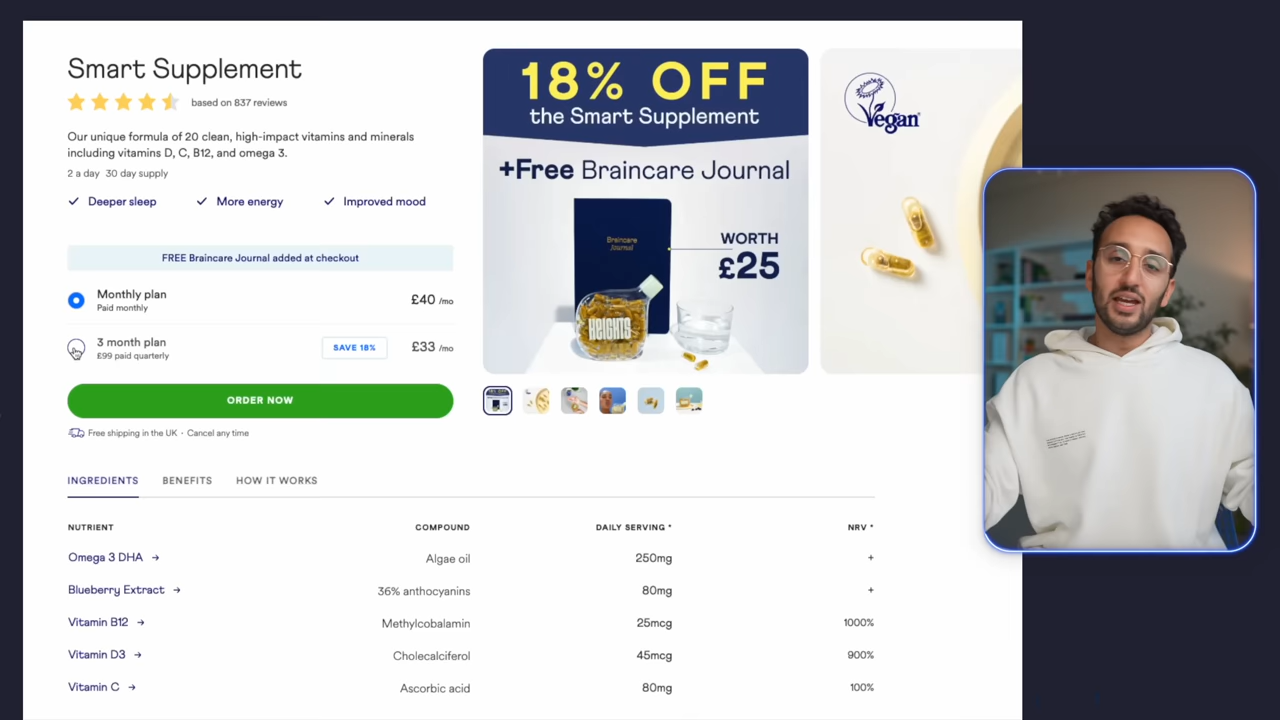 Smart Supplement
based on 837 reviews
Our unique formula of 20 clean, high-impact vitamins and minerals
including vitamins D, C, B12, and omega 3.
2 a day 30 day supply
Deeper sleep
More energy
Improved mood
FREE Braincare Journal added at checkout
Monthly plan
£40 /mo
Paid monthly
3 month plan
SAVE 18%
£33 /mo
£99 paid quarterly
ORDER NOW
Free shipping in the UK · Cancel any time
18% OFF
the Smart Supplement
+Free Braincare Journal
Braincare
Journal
WORTH
£25
HEIGHTS
Vegan
INGREDIENTS BENEFITS HOW IT WORKS
NUTRIENT COMPOUND DAILY SERVING * NRV *
Omega 3 DHA → Algae oil 250mg +
Blueberry Extract → 36% anthocyanins 80mg +
Vitamin B12 → Methylcobalamin 25mcg 1000%
Vitamin D3 → Cholecalciferol 45mcg 900%
Vitamin C → Ascorbic acid 80mg 100%